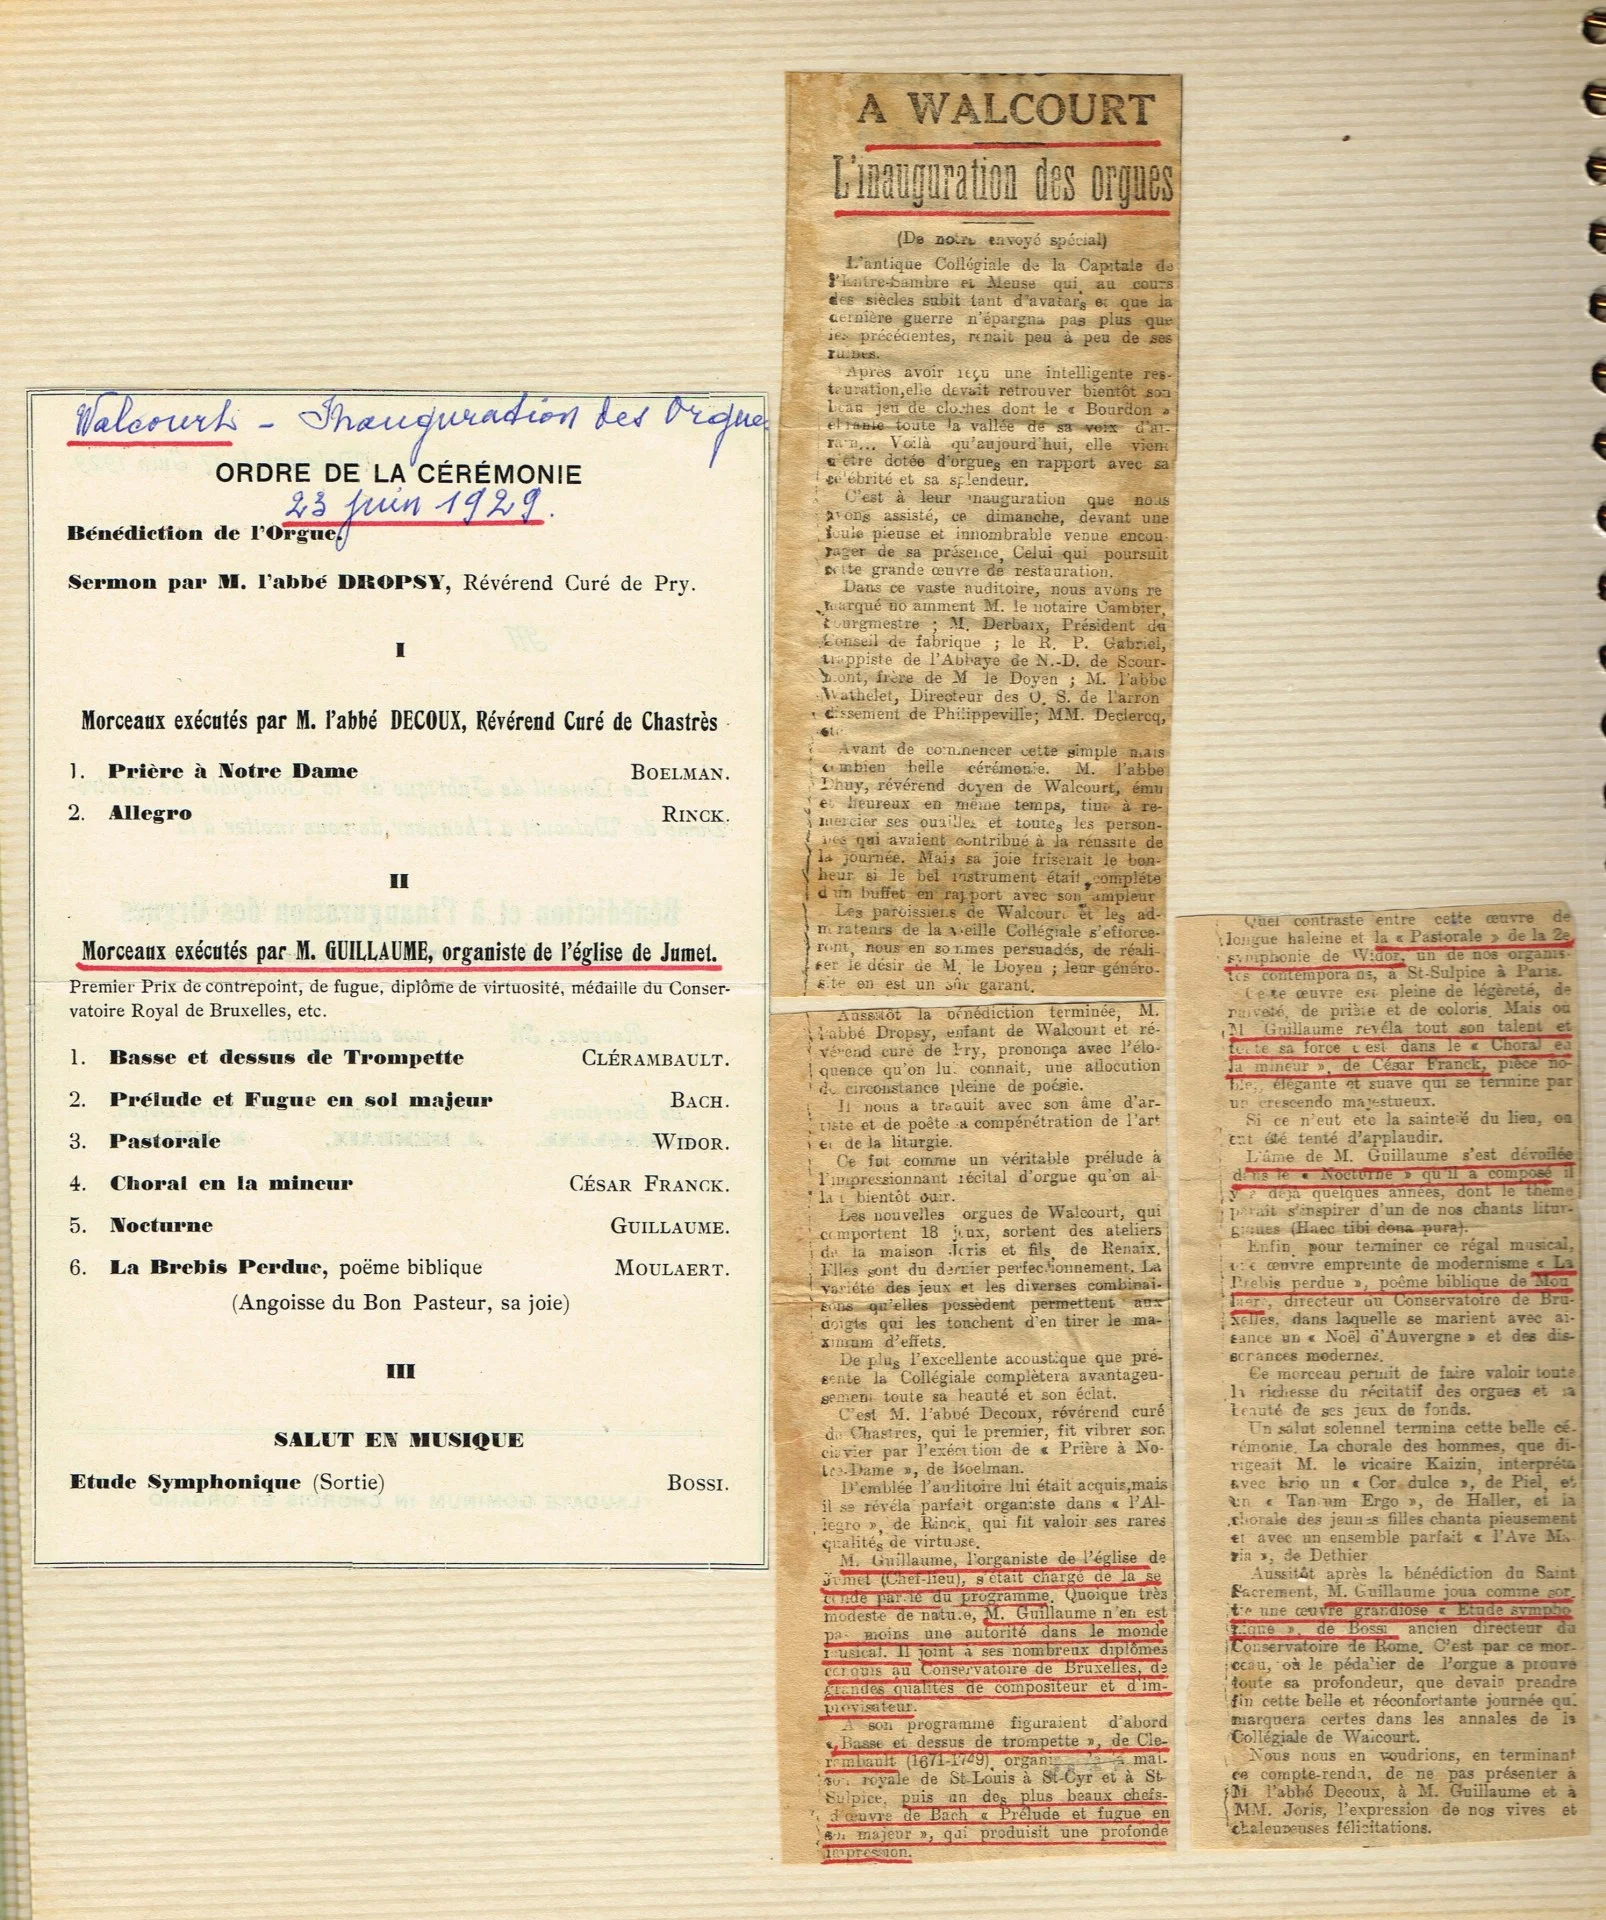 Walcourt - Inauguration des Orgue
ORDRE DE LA CÉRÉMONIE
23 juin 1929.
Bénédiction de l'Orgue.
Sermon par M. l'abbé DROPSY, Révérend Curé de Pry.
I
Morceaux exécutés par M. l'abbé DECOUX, Révérend Curé de Chastrès
1. Prière à Notre Dame BOELMAN.
2. Allegro RINCK.
II
Morceaux exécutés par M. GUILLAUME, organiste de l'église de Jumet.
Premier Prix de contrepoint, de fugue, diplôme de virtuosité, médaille du Conser-
vatoire Royal de Bruxelles, etc.
1. Basse et dessus de Trompette CLÉRAMBAULT.
2. Prélude et Fugue en sol majeur BACH.
3. Pastorale WIDOR.
4. Choral en la mineur CÉSAR FRANCK.
5. Nocturne GUILLAUME.
6. La Brebis Perdue, poëme biblique MOULAERT.
(Angoisse du Bon Pasteur, sa joie)
III
SALUT EN MUSIQUE
Etude Symphonique (Sortie) BOSSI.
A WALCOURT
L'inauguration des orgues
(De notre envoyé spécial)
L'antique Collégiale de la Capitale de
l'Entre-Sambre et Meuse qui, au cours
des siècles subit tant d'avatars et que la
dernière guerre n'épargna pas plus que
les précédentes, renait peu à peu de ses
ruines.
Après avoir reçu une intelligente res-
tauration,elle devait retrouver bientôt son
beau jeu de cloches dont le « Bourdon »
ébranle toute la vallée de sa voix d'ai-
rain... Voilà qu'aujourd'hui, elle vient
d'être dotée d'orgues en rapport avec sa
célébrité et sa splendeur.
C'est à leur inauguration que nous
avons assisté, ce dimanche, devant une
foule pieuse et innombrable venue encou-
rager de sa présence, Celui qui poursuit
cette grande œuvre de restauration.
Dans ce vaste auditoire, nous avons re
marqué notamment M. le notaire Cambier,
bourgmestre ; M. Derbaix, Président du
Conseil de fabrique ; le R. P. Gabriel,
trappiste de l'Abbaye de N.-D. de Scour-
mont, frère de M le Doyen ; M. l'abbé
Wathelet, Directeur des O. S. de l'arron
dissement de Philippeville; MM. Declercq,
etc
Avant de commencer cette simple mais
combien belle cérémonie. M. l'abbé
Dhuy, révérend doyen de Walcourt, ému
et heureux en même temps, tint à re-
mercier ses ouailles et toutes les person-
nes qui avaient contribué à la réussite de
la journée. Mais sa joie friserait le bon-
heur si le bel instrument était complété
d'un buffet en rapport avec son ampleur
Les paroissiens de Walcourt et les ad-
mirateurs de la vieille Collégiale s'efforce-
ront, nous en sommes persuadés, de réali-
ser le désir de M. le Doyen ; leur généro-
sité en est un sûr garant.
Aussitôt la bénédiction terminée, M.
l'abbé Dropsy, enfant de Walcourt et ré-
vérend curé de Pry, prononça avec l'élo-
quence qu'on lui connait, une allocution
de circonstance pleine de poésie.
Il nous a traduit avec son âme d'ar-
tiste et de poête la compénétration de l'art
et de la liturgie.
Ce fut comme un véritable prélude à
l'impressionnant récital d'orgue qu'on al-
lait bientôt ouïr.
Les nouvelles orgues de Walcourt, qui
comportent 18 jeux, sortent des ateliers
de la maison Joris et fils, de Renaix.
Elles sont du dernier perfectionnement. La
variété des jeux et les diverses combinai-
sons qu'elles possèdent permettent aux
doigts qui les touchent d'en tirer le ma-
ximum d'effets.
De plus l'excellente acoustique que pré-
sente la Collégiale complètera avantageu-
sement toute sa beauté et son éclat.
C'est M. l'abbé Decoux, révérend curé
de Chastres, qui le premier, fit vibrer son
clavier par l'exécution de « Prière à No-
tre-Dame », de Boelman.
D'emblée l'auditoire lui était acquis,mais
il se révéla parfait organiste dans « l'Al-
legro », de Rinck, qui fit valoir ses rares
qualités de virtuose.
M. Guillaume, l'organiste de l'église de
Jumet (Chef-lieu), s'était chargé de la se
conde partie du programme. Quoique très
modeste de nature, M. Guillaume n'en est
pas moins une autorité dans le monde
musical. Il joint à ses nombreux diplômes
conquis au Conservatoire de Bruxelles, de
grandes qualités de compositeur et d'im-
provisateur.
A son programme figuraient d'abord
« Basse et dessus de trompette », de Cle-
rambault (1671-1749), organiste à la mai-
son royale de St-Louis à St-Cyr et à St-
Sulpice, puis un des plus beaux chefs-
d'œuvre de Bach « Prélude et fugue en
sol majeur », qui produisit une profonde
impression.
Quel contraste entre cette œuvre de
longue haleine et la « Pastorale » de la 2e
symphonie de Widor, un de nos organis-
tes contemporains, à St-Sulpice à Paris.
Cette œuvre est pleine de légèreté, de
naïveté, de prière et de coloris. Mais où
M Guillaume révéla tout son talent et
toute sa force c'est dans le « Choral en
la mineur », de César Franck, pièce no-
ble, élégante et suave qui se termine par
un crescendo majestueux.
Si ce n'eut été la sainteté du lieu, on
eut été tenté d'applaudir.
L'âme de M. Guillaume s'est dévoilée
dans le « Nocturne » qu'il a composé il
y a déjà quelques années, dont le thème
parait s'inspirer d'un de nos chants litur-
giques (Haec tibi dona pura).
Enfin, pour terminer ce régal musical,
une œuvre empreinte de modernisme « La
Brebis perdue », poême biblique de Mou
laer, directeur du Conservatoire de Bru-
xelles, dans laquelle se marient avec ai-
sance un « Noël d'Auvergne » et des dis-
sonances modernes.
Ce morceau permit de faire valoir toute
la richesse du récitatif des orgues et la
beauté de ses jeux de fonds.
Un salut solennel termina cette belle cé-
rémonie. La chorale des hommes, que di-
rigeait M. le vicaire Kaizin, interpréta
avec brio un « Cor dulce », de Piel, et
un « Tantum Ergo », de Haller, et la
chorale des jeunes filles chanta pieusement
et avec un ensemble parfait « l'Ave Ma-
ria », de Dethier
Aussitôt après la bénédiction du Saint
Sacrement, M. Guillaume joua comme sor
tie une œuvre grandiose « Etude sympho
nique », de Bossi ancien directeur du
Conservatoire de Rome. C'est par ce mor-
ceau, où le pédalier de l'orgue a prouvé
toute sa profondeur, que devait prendre
fin cette belle et réconfortante journée qui
marquera certes dans les annales de la
Collégiale de Walcourt.
Nous nous en voudrions, en terminant
ce compte-rendu, de ne pas présenter à
M l'abbé Decoux, à M. Guillaume et à
MM. Joris, l'expression de nos vives et
chaleureuses félicitations.